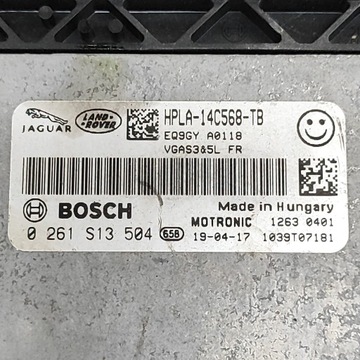 JAGUAR
LAND ROVER
HPLA-14C568-TB
EQ9GY A0118
VGAS3&5L FR
BOSCH
Made in Hungary
0 261 S13 504 658
MOTRONIC 1263 0401
19-04-17 1039T07181